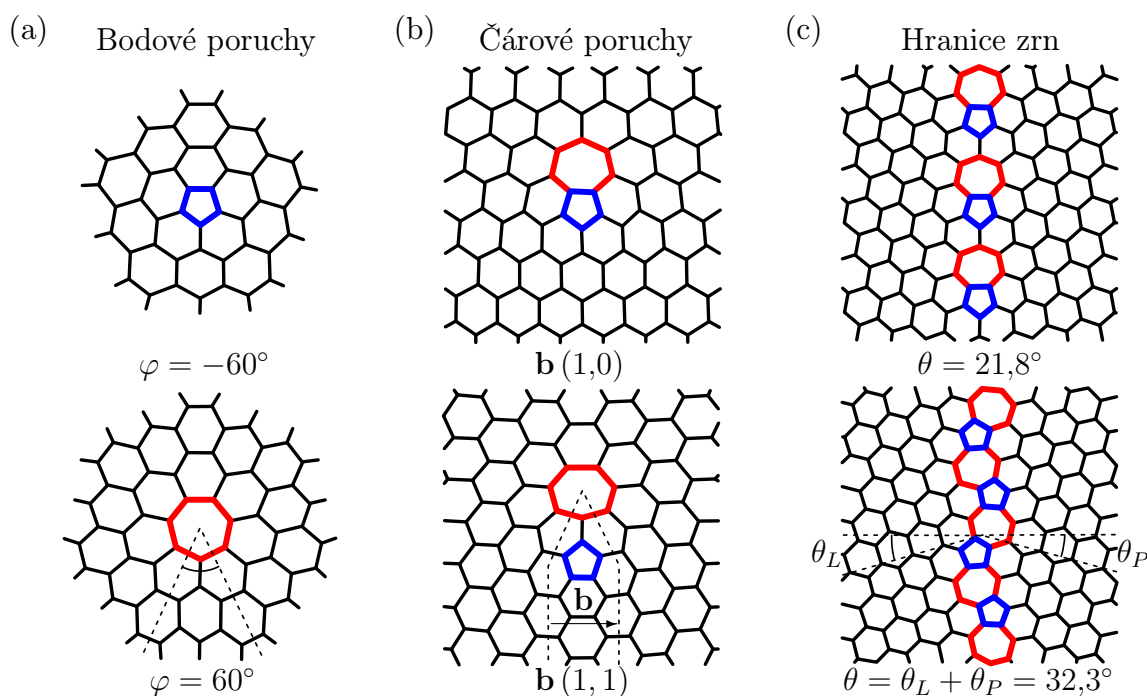 (a) Bodové poruchy
(b) Čárové poruchy
(c) Hranice zrn
φ = −60°
b (1,0)
θ = 21,8°
b
θ_L
θ_P
φ = 60°
b (1, 1)
θ = θ_L + θ_P = 32,3°